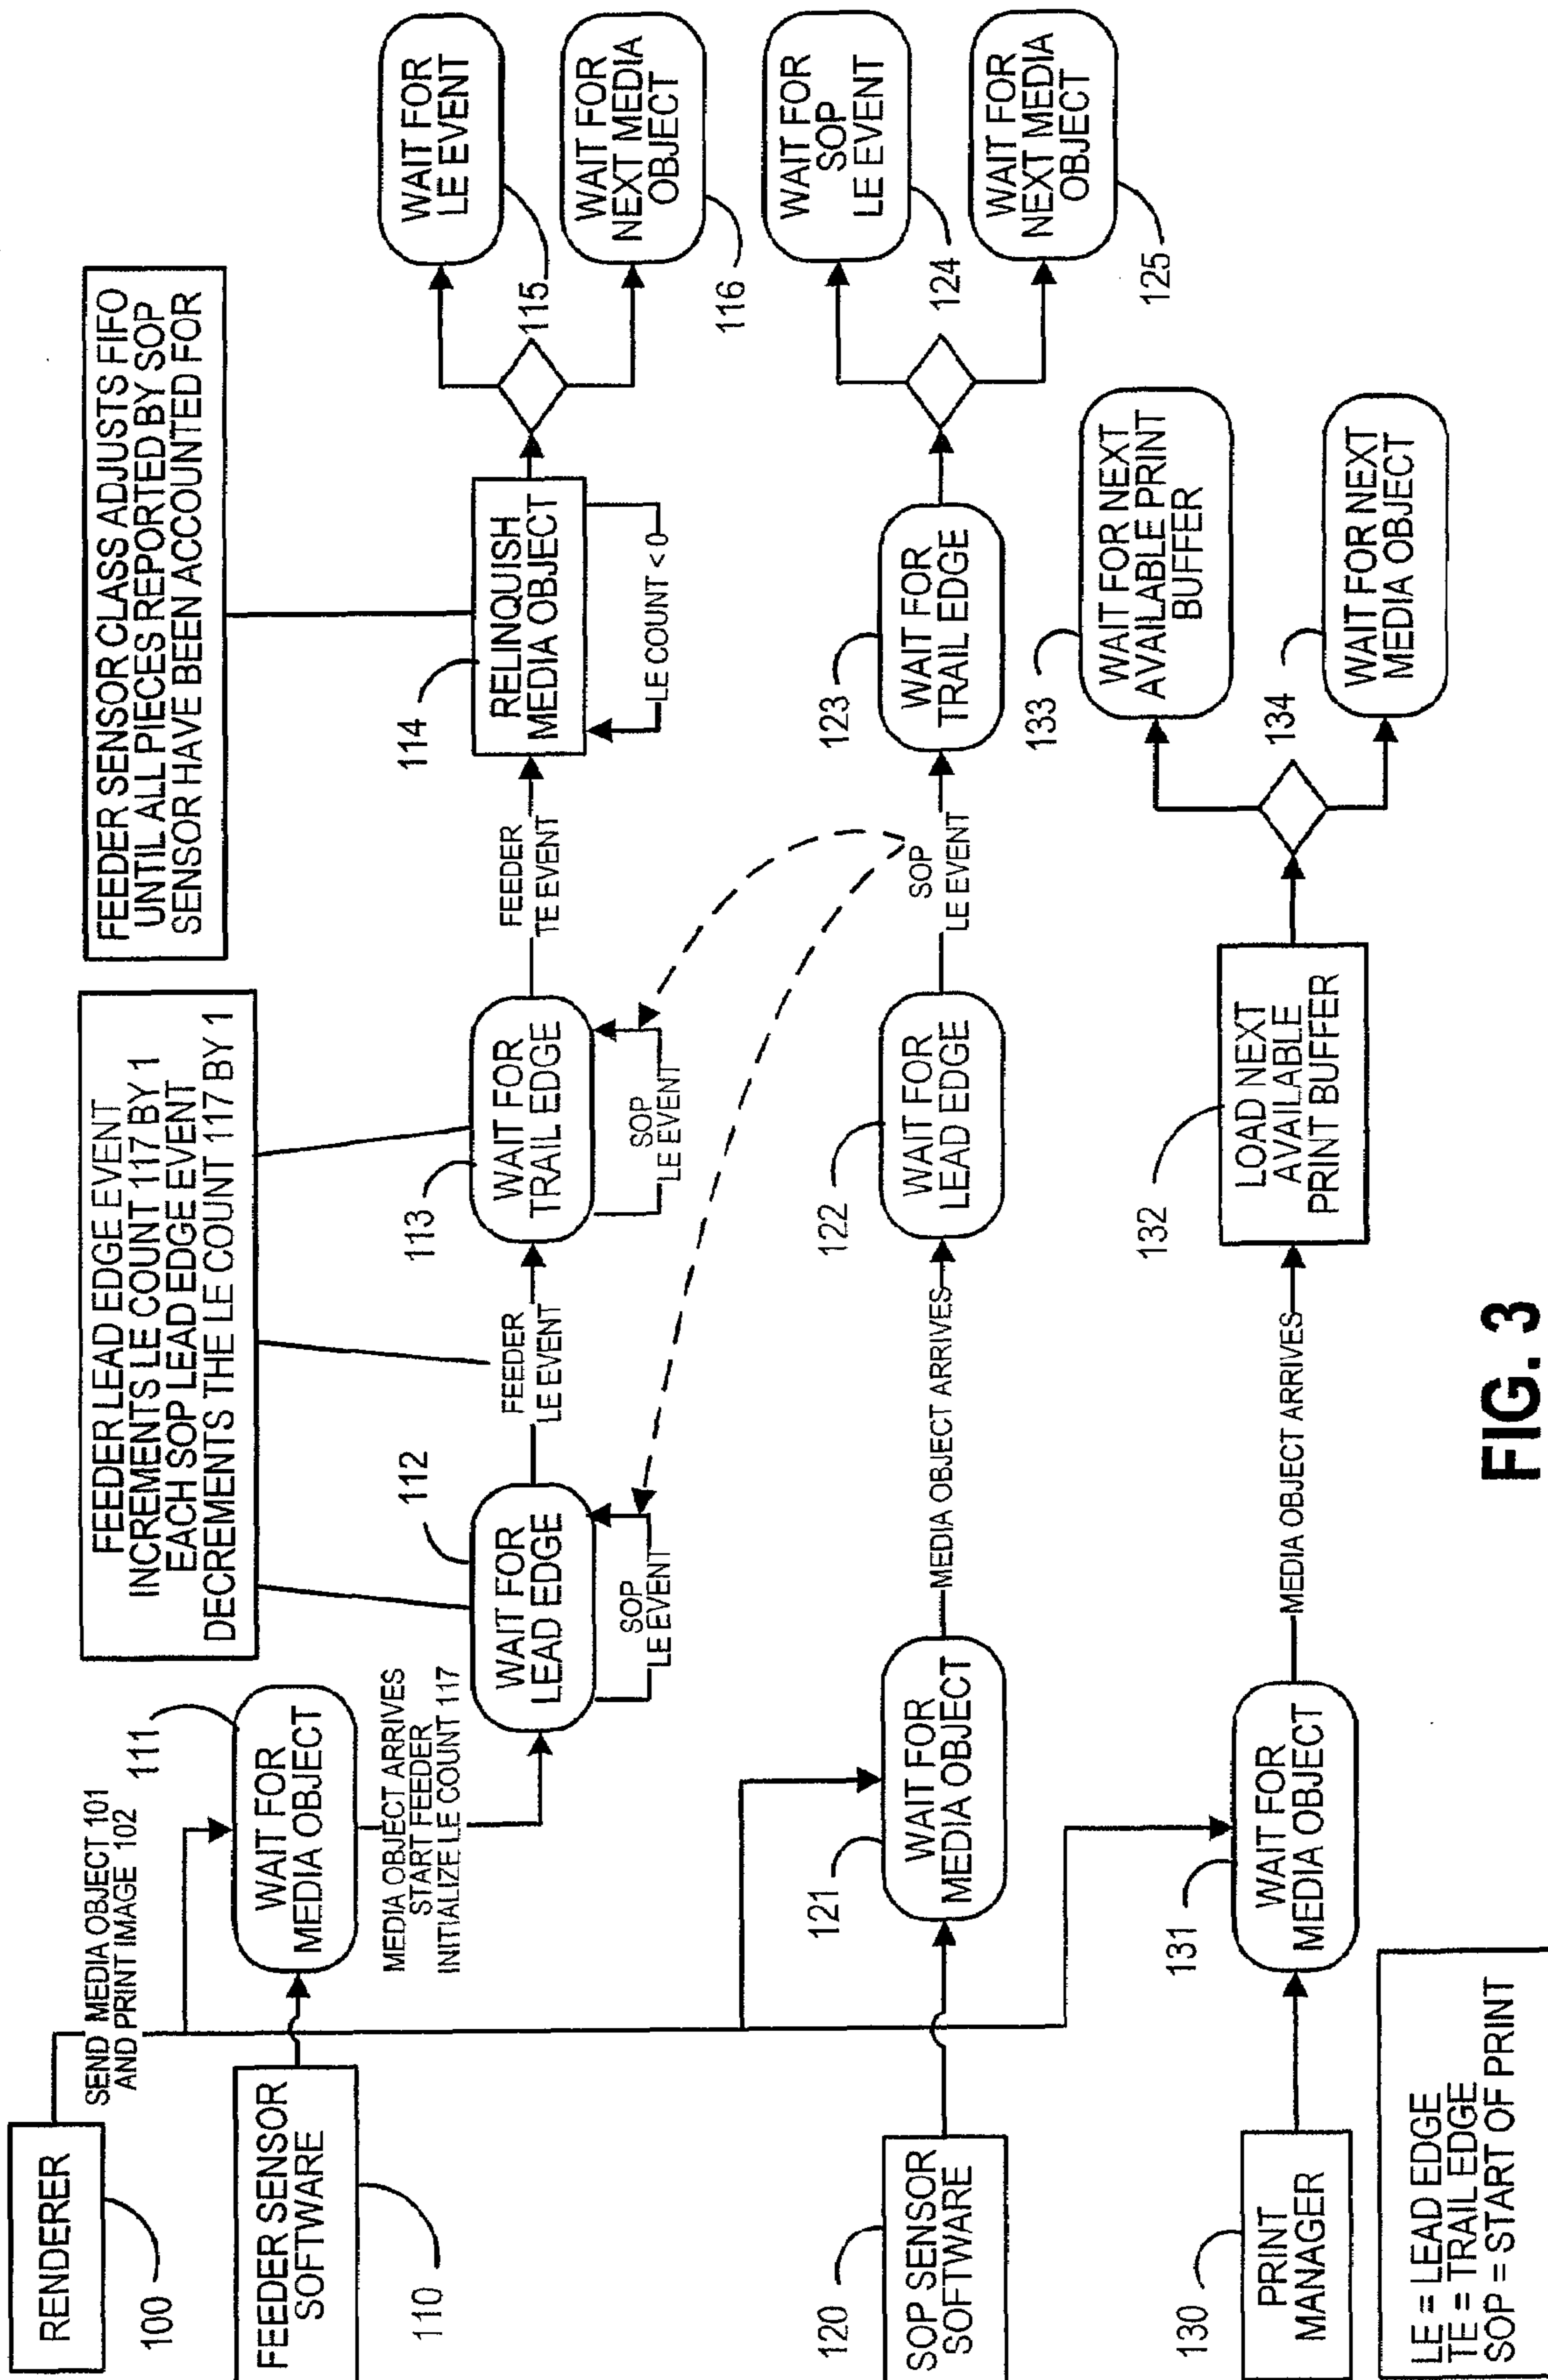 RENDERER
100
SEND MEDIA OBJECT 101
AND PRINT IMAGE 102
FEEDER SENSOR
SOFTWARE
110
WAIT FOR
MEDIA OBJECT
111
MEDIA OBJECT ARRIVES
START FEEDER
INITIALIZE LE COUNT 117
FEEDER LEAD EDGE EVENT
INCREMENTS LE COUNT 117 BY 1
EACH SOP LEAD EDGE EVENT
DECREMENTS THE LE COUNT 117 BY 1
WAIT FOR
LEAD EDGE
112
SOP
LE EVENT
FEEDER
LE EVENT
WAIT FOR
TRAIL EDGE
113
SOP
LE EVENT
FEEDER
TE EVENT
FEEDER SENSOR CLASS ADJUSTS FIFO
UNTIL ALL PIECES REPORTED BY SOP
SENSOR HAVE BEEN ACCOUNTED FOR
RELINQUISH
MEDIA OBJECT
114
LE COUNT < 0
WAIT FOR
LE EVENT
115
WAIT FOR
NEXT MEDIA
OBJECT
116
SOP SENSOR
SOFTWARE
120
WAIT FOR
MEDIA OBJECT
121
MEDIA OBJECT ARRIVES
WAIT FOR
LEAD EDGE
122
SOP
LE EVENT
WAIT FOR
TRAIL EDGE
123
WAIT FOR
SOP
LE EVENT
124
WAIT FOR
NEXT MEDIA
OBJECT
125
PRINT
MANAGER
130
WAIT FOR
MEDIA OBJECT
131
MEDIA OBJECT ARRIVES
LOAD NEXT
AVAILABLE
PRINT BUFFER
132
WAIT FOR NEXT
AVAILABLE PRINT
BUFFER
133
WAIT FOR NEXT
MEDIA OBJECT
134
LE = LEAD EDGE
TE = TRAIL EDGE
SOP = START OF PRINT
FIG. 3